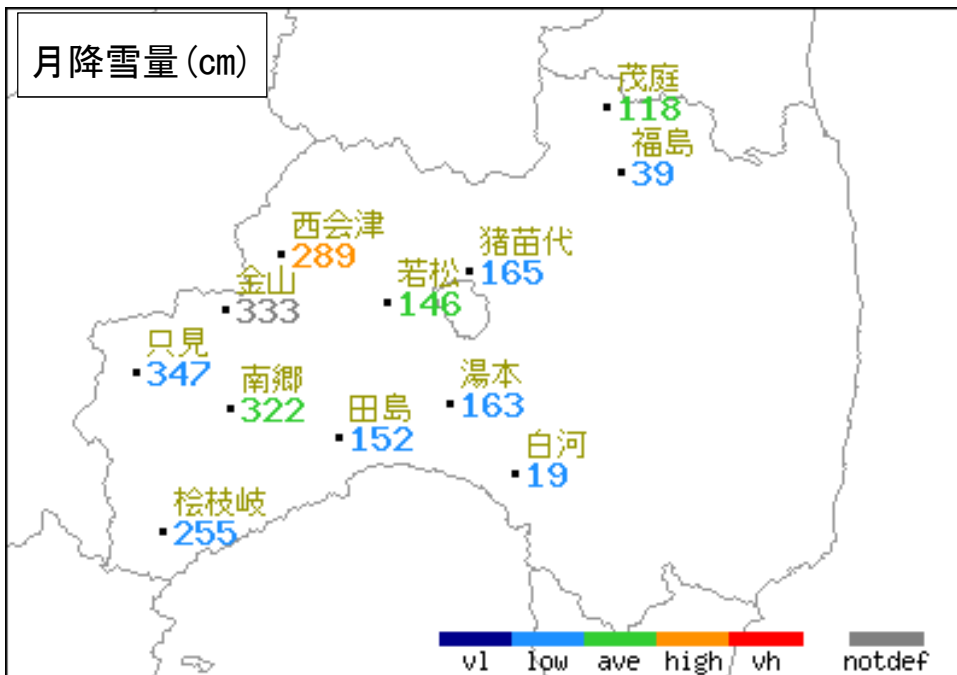 月降雪量(cm)
茂庭
118
福島
39
西会津
289
猪苗代
165
金山
333
若松
146
只見
347
南郷
322
湯本
163
田島
152
白河
19
桧枝岐
255
vl low ave high vh notdef